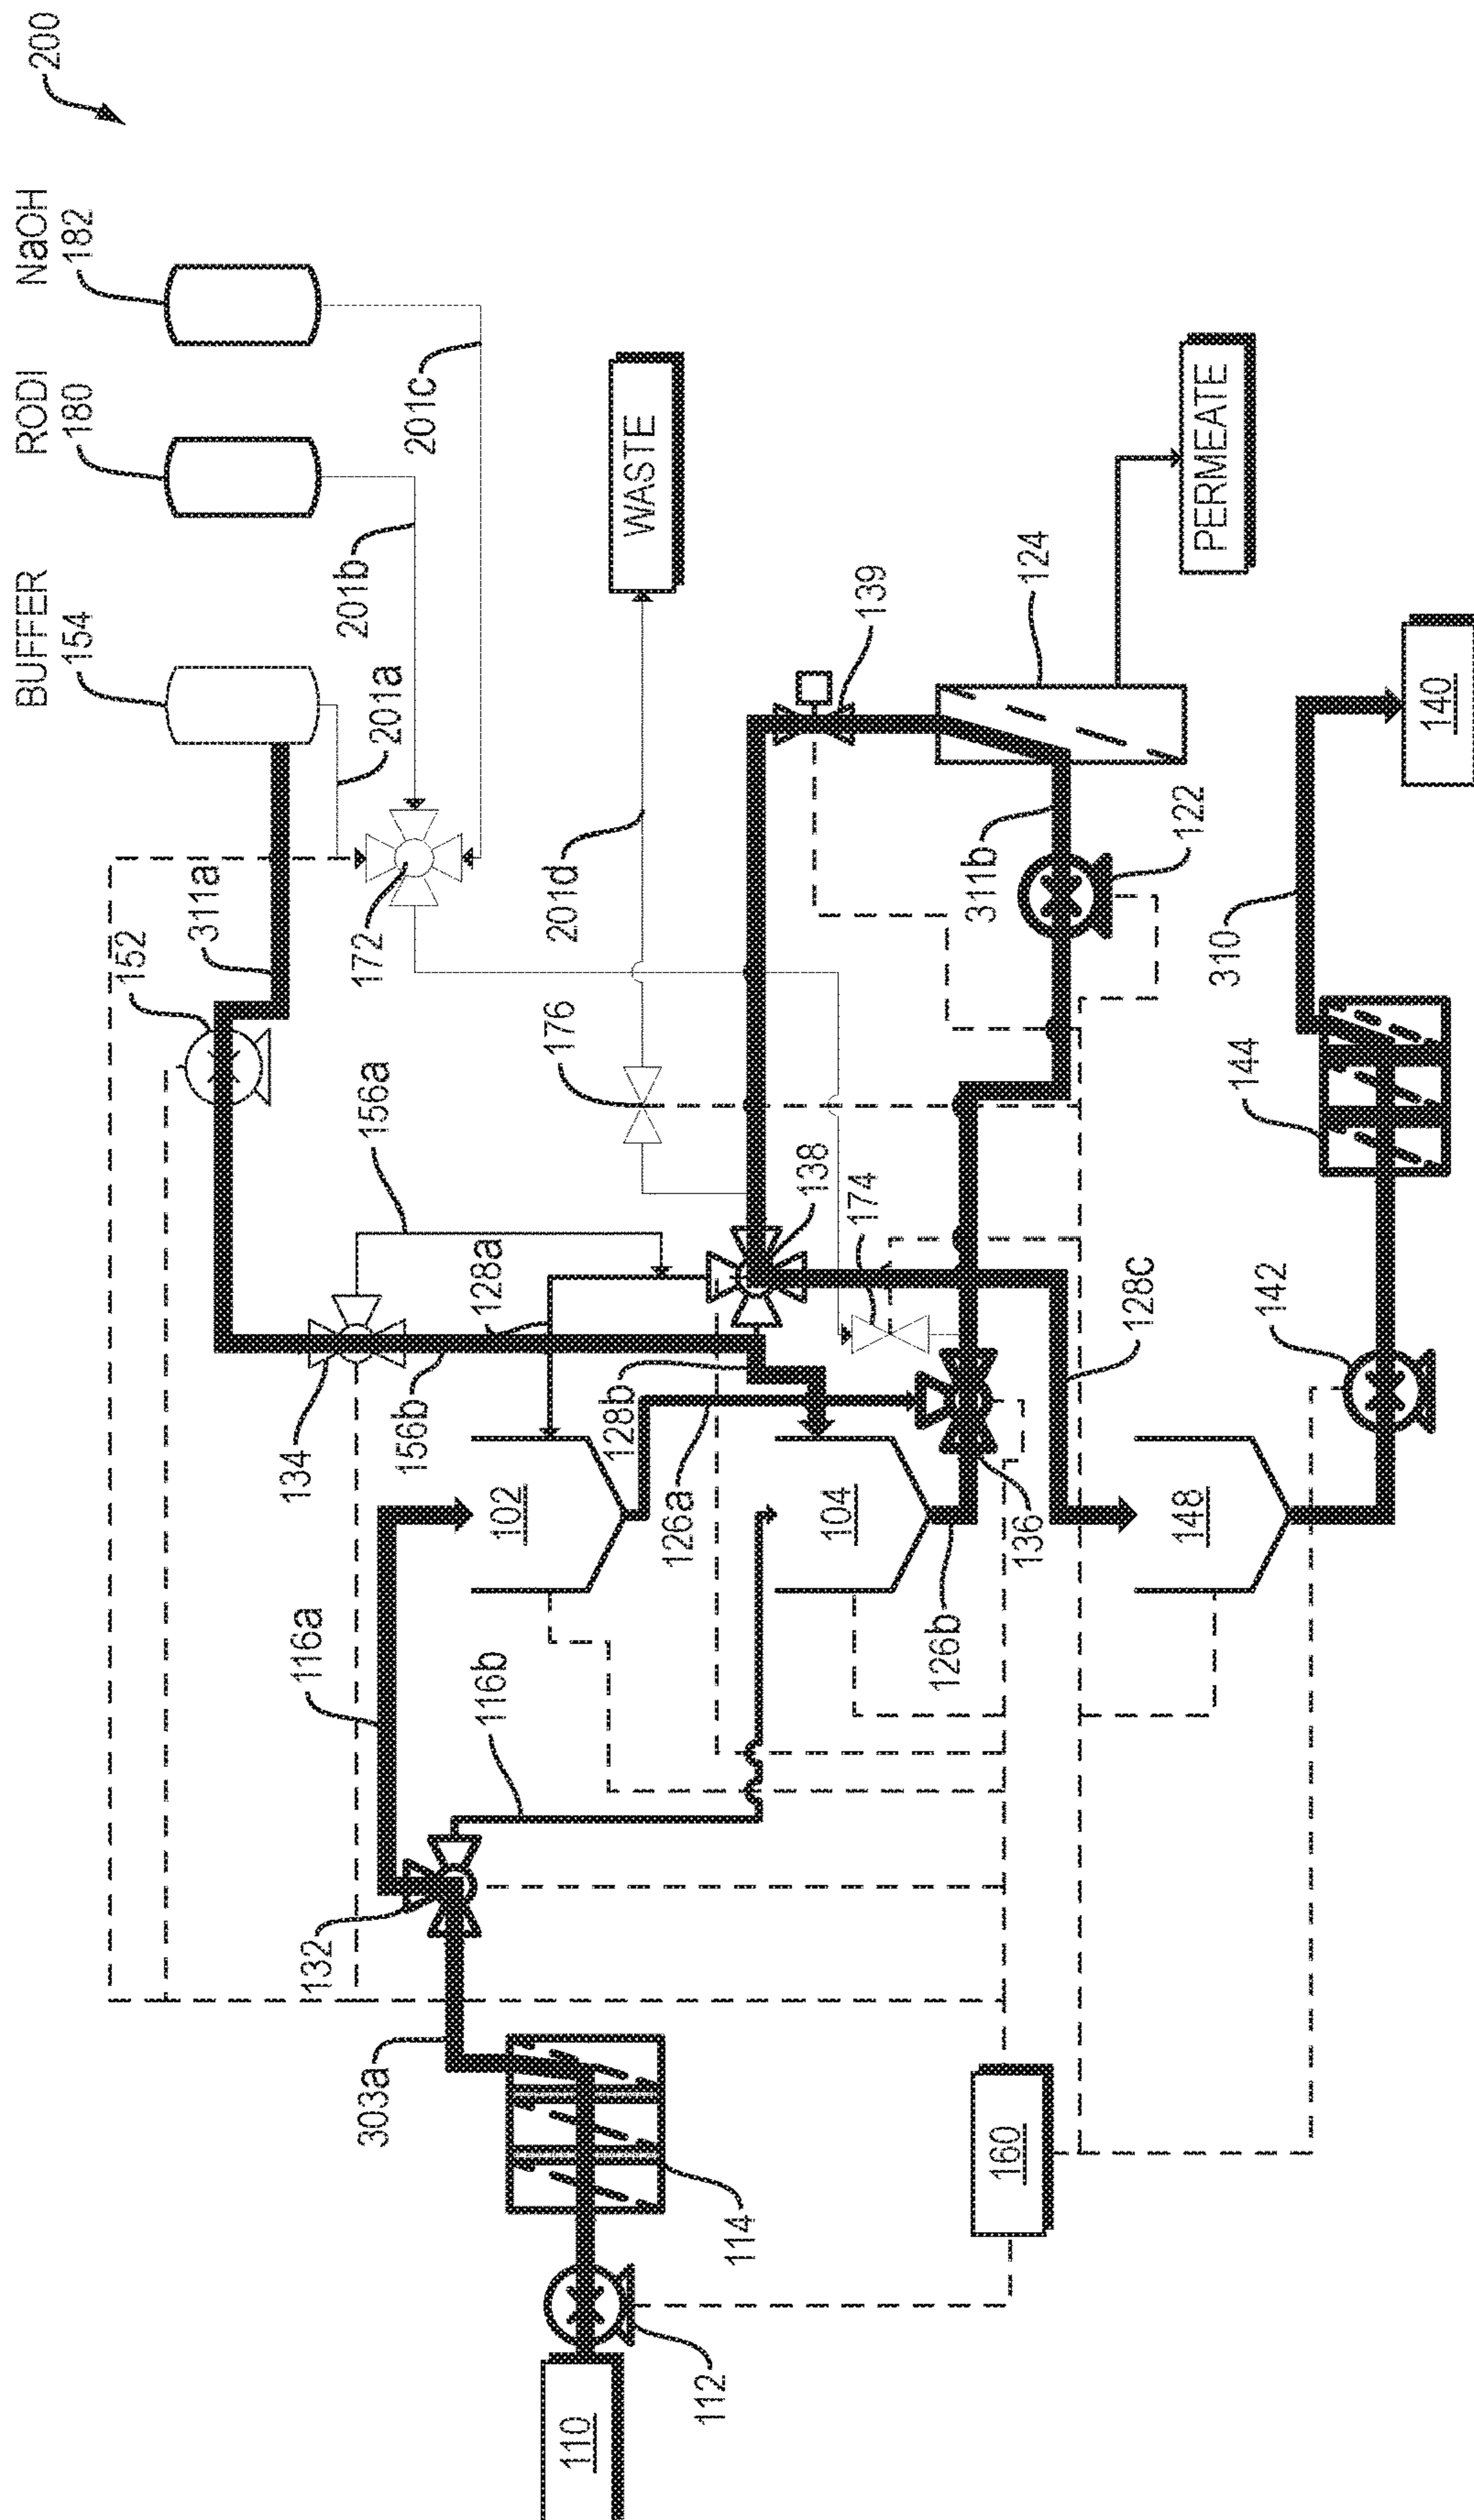 200
BUFFER
154
RODI
180
NaOH
182
152
311a
201a
201b
201c
172
156a
176
201d
WASTE
134
156b
128a
138
174
139
124
PERMEATE
116a
102
128b
126a
311b
122
303a
132
116b
104
126b
136
128c
310
140
110
112
114
160
148
142
144